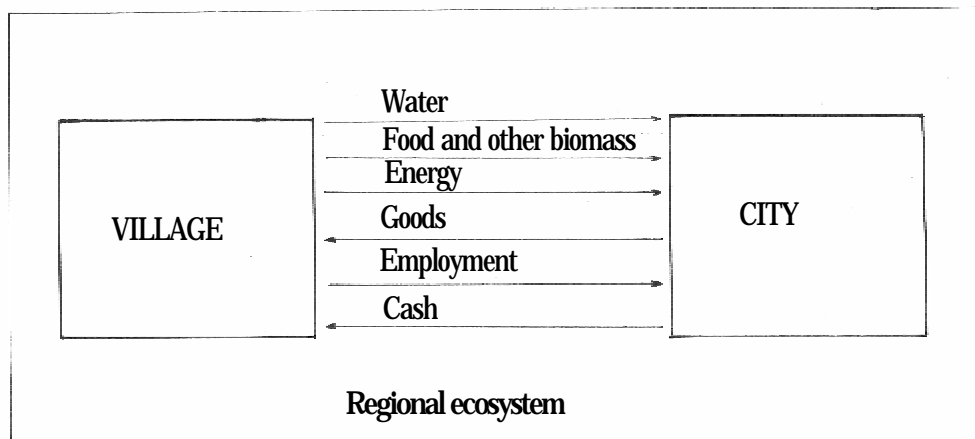 Water
Food and other biomass
Energy
VILLAGE
Goods
CITY
Employment
Cash
Regional ecosystem